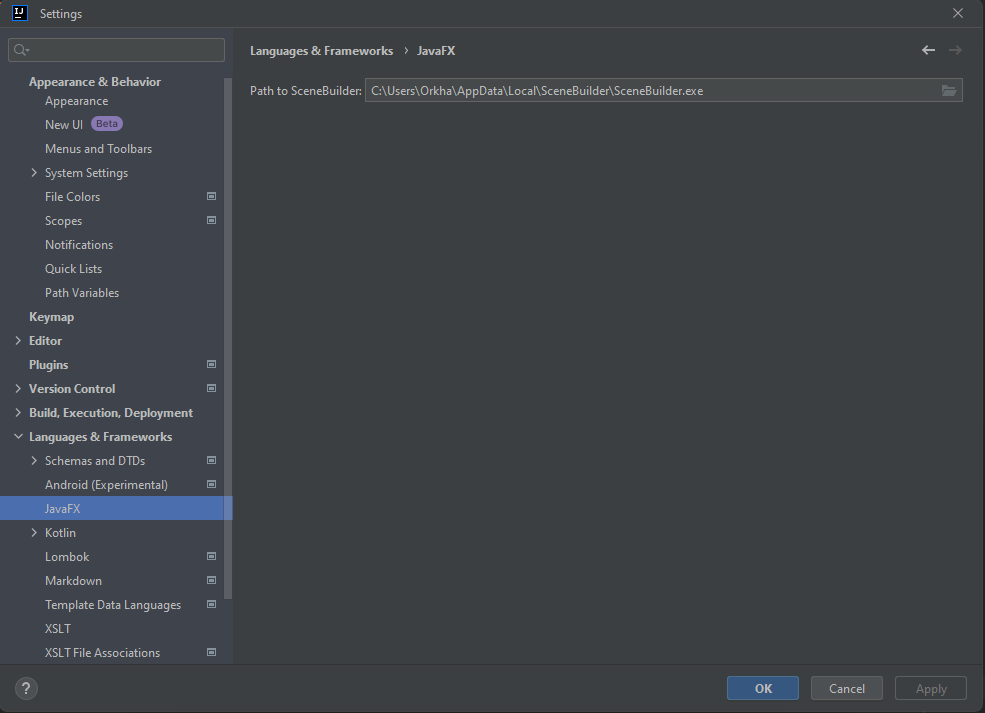 IJ
Settings
Languages & Frameworks › JavaFX
Path to SceneBuilder: C:\Users\Orkha\AppData\Local\SceneBuilder\SceneBuilder.exe
Appearance & Behavior
Appearance
New UI Beta
Menus and Toolbars
System Settings
File Colors
Scopes
Notifications
Quick Lists
Path Variables
Keymap
Editor
Plugins
Version Control
Build, Execution, Deployment
Languages & Frameworks
Schemas and DTDs
Android (Experimental)
JavaFX
Kotlin
Lombok
Markdown
Template Data Languages
XSLT
XSLT File Associations
? OK Cancel Apply